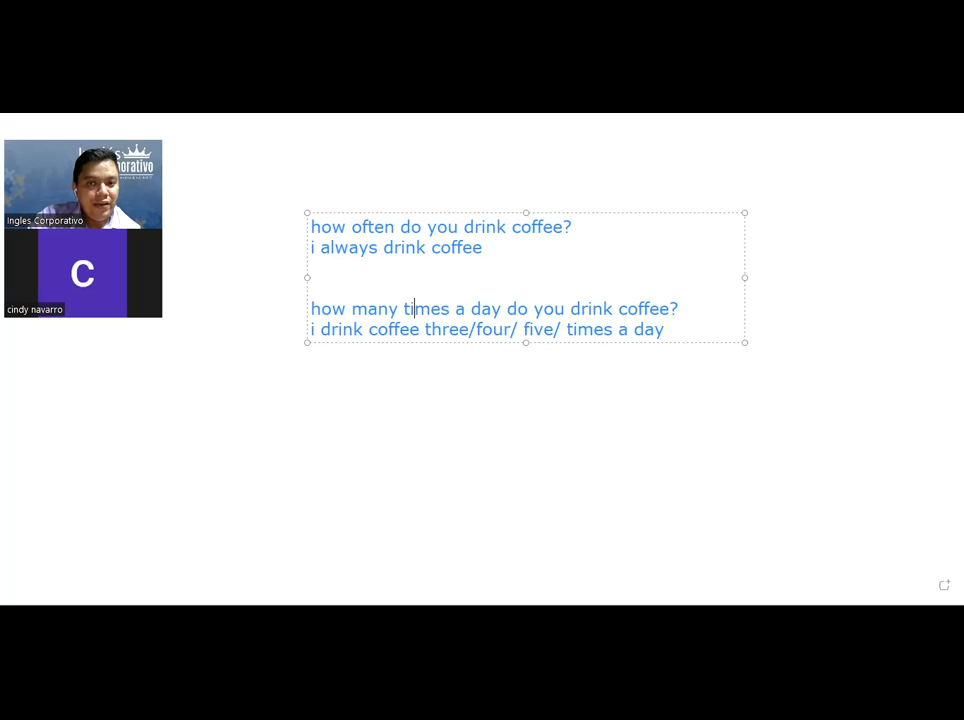 orativo
Ingles Corporativo
C
cindy navarro
how often do you drink coffee?
i always drink coffee
how many times a day do you drink coffee?
i drink coffee three/four/ five/ times a day